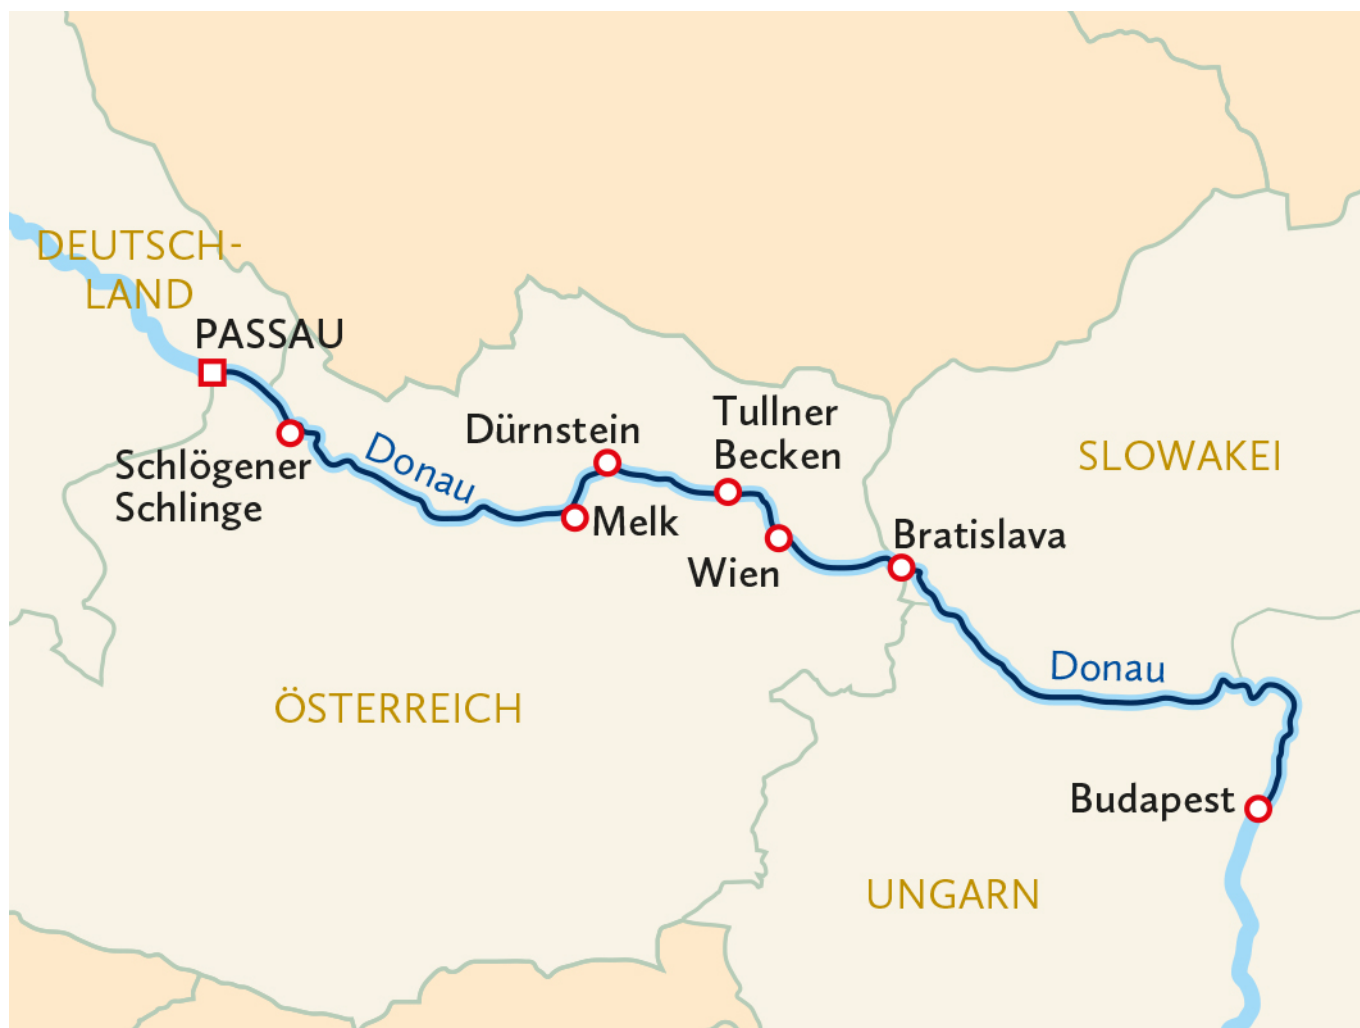 DEUTSCH-
LAND
PASSAU
Schlögener
Schlinge
Donau
Dürnstein
Melk
Tullner
Becken
Wien
Bratislava
SLOWAKEI
Donau
ÖSTERREICH
Budapest
UNGARN